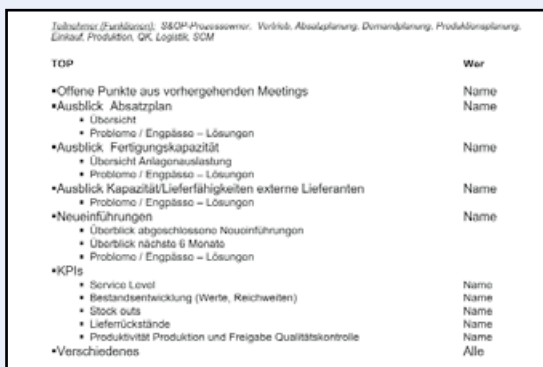 Teilnehmer (Funktionen): S&OP-Prozessowner, Vertrieb, Absatzplanung, Demandplanung, Produktionsplanung,
Einkauf, Produktion, QK, Logistik, SCM
TOP Wer
▪Offene Punkte aus vorhergehenden Meetings Name
▪Ausblick Absatzplan Name
▪ Übersicht
▪ Probleme / Engpässe – Lösungen
▪Ausblick Fertigungskapazität Name
▪ Übersicht Anlagenauslastung
▪ Probleme / Engpässe – Lösungen
▪Ausblick Kapazität/Lieferfähigkeiten externe Lieferanten Name
▪ Probleme / Engpässe – Lösungen
▪Neueinführungen Name
▪ Überblick abgeschlossene Neueinführungen
▪ Überblick nächste 6 Monate
▪ Probleme / Engpässe – Lösungen
▪KPIs
▪ Service Level Name
▪ Bestandsentwicklung (Werte, Reichweiten) Name
▪ Stock outs Name
▪ Lieferrückstände Name
▪ Produktivität Produktion und Freigabe Qualitätskontrolle Name
▪Verschiedenes Alle